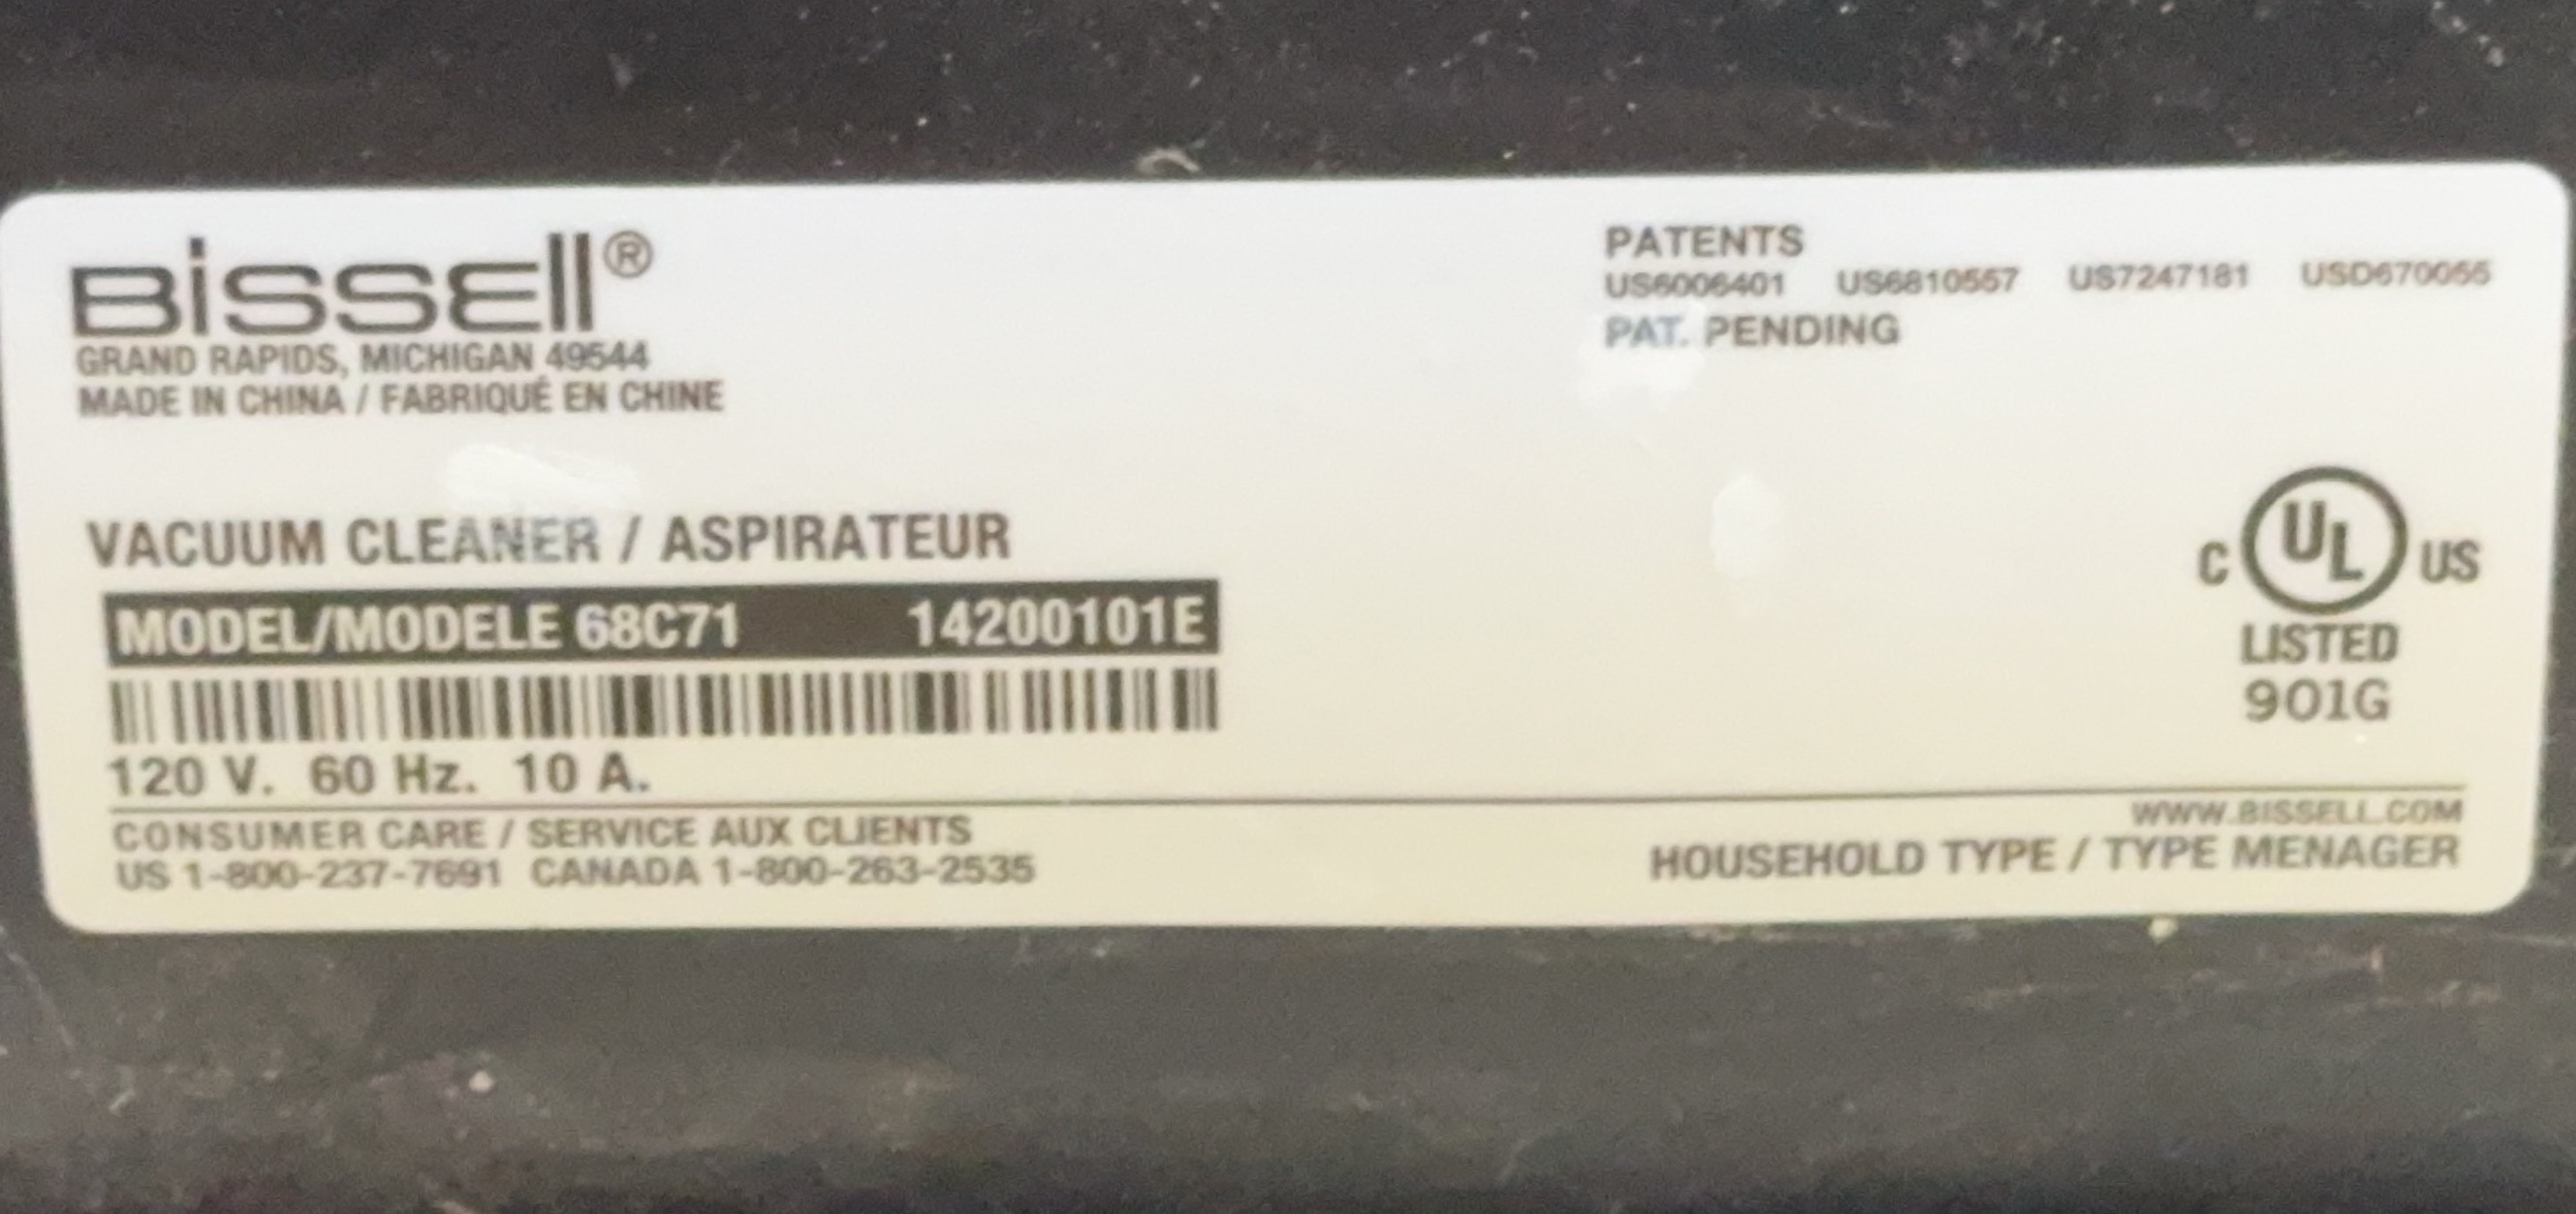 BISSELL®
GRAND RAPIDS, MICHIGAN 49544
MADE IN CHINA / FABRIQUÉ EN CHINE
PATENTS
US6006401 US6810557 US7247181 USD670055
PAT. PENDING
VACUUM CLEANER / ASPIRATEUR
MODEL/MODELE 68C71 14200101E
120 V. 60 Hz. 10 A.
C UL US
LISTED
901G
CONSUMER CARE / SERVICE AUX CLIENTS
US 1-800-237-7691 CANADA 1-800-263-2535
WWW.BISSELL.COM
HOUSEHOLD TYPE / TYPE MENAGER